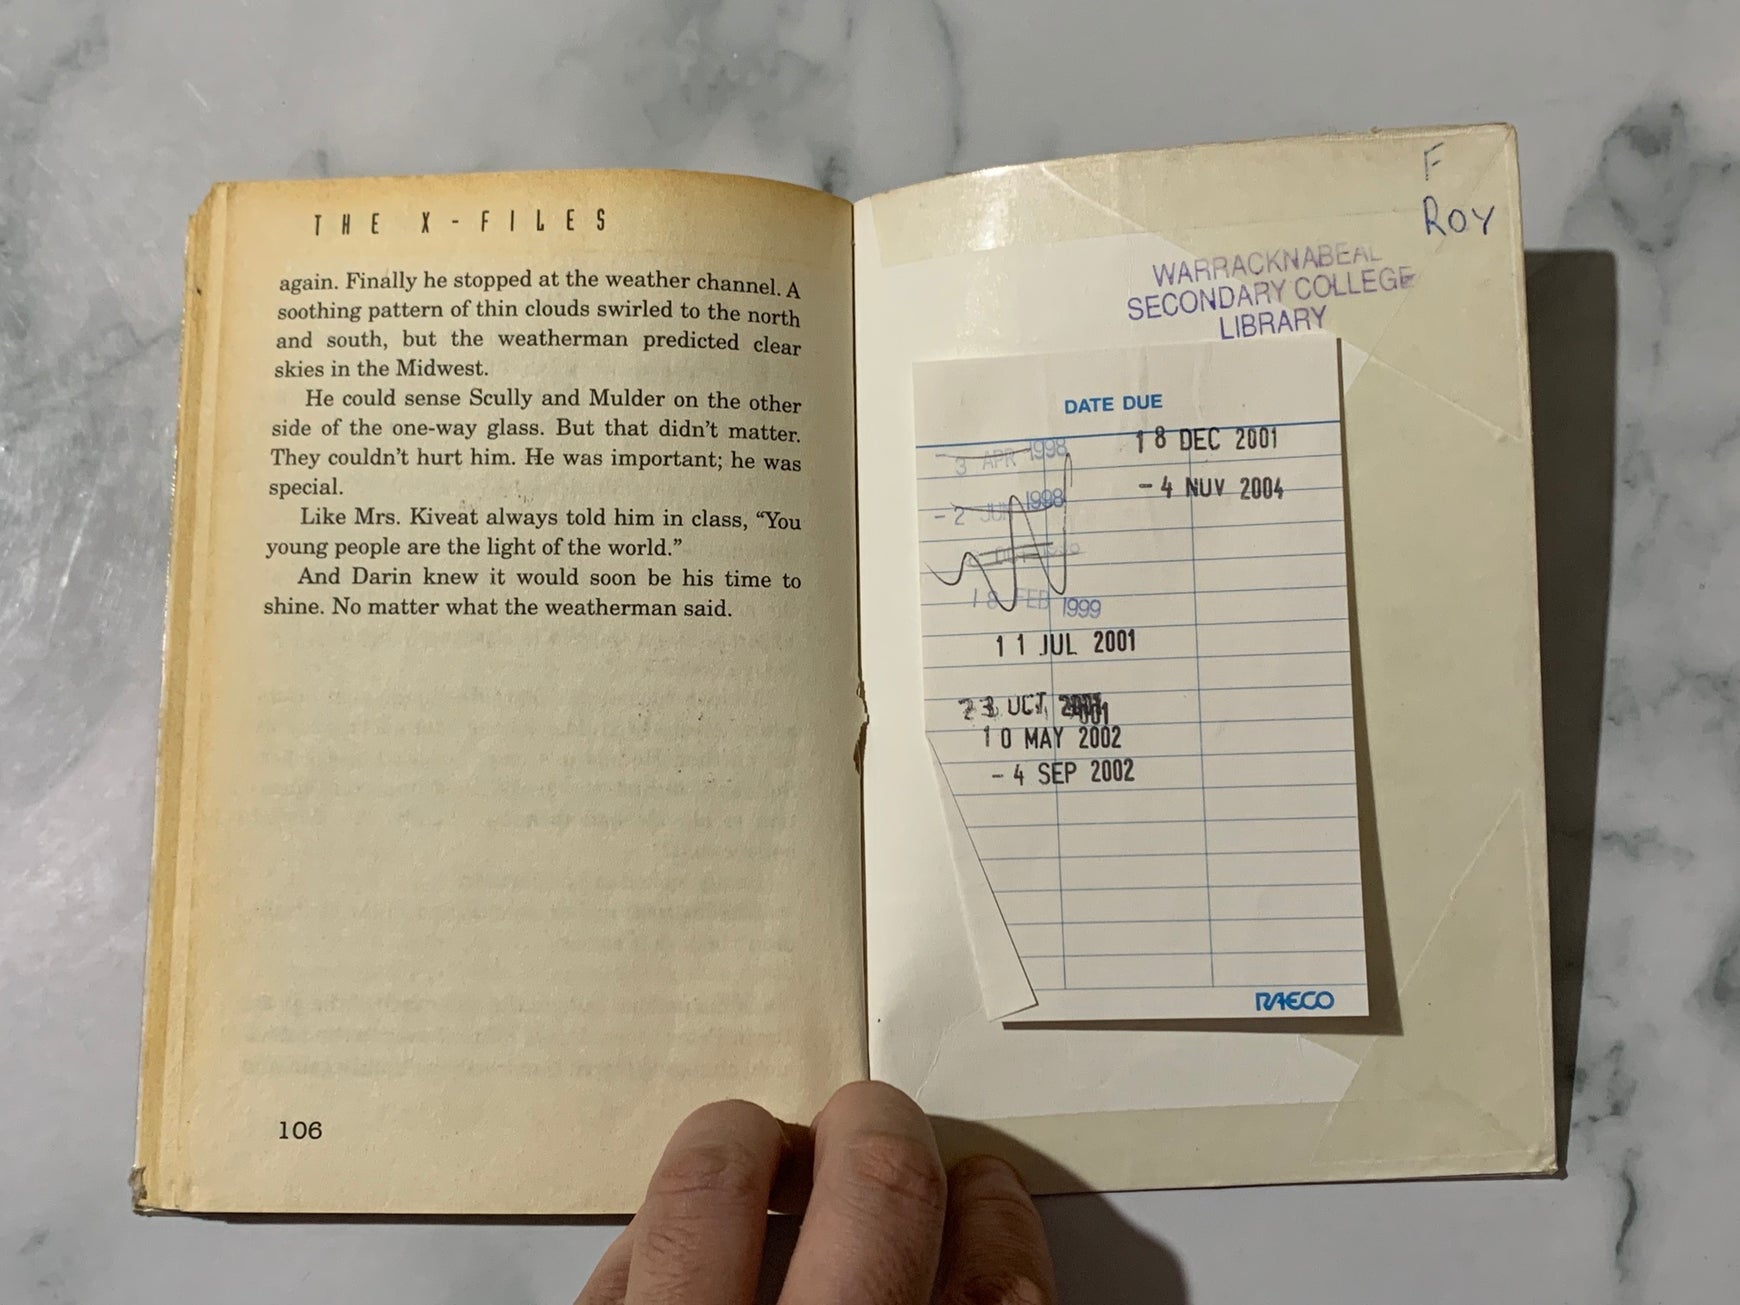 THE X-FILES
again. Finally he stopped at the weather channel. A
soothing pattern of thin clouds swirled to the north
and south, but the weatherman predicted clear
skies in the Midwest.
He could sense Scully and Mulder on the other
side of the one-way glass. But that didn't matter.
They couldn't hurt him. He was important; he was
special.
Like Mrs. Kiveat always told him in class, “You
young people are the light of the world.”
And Darin knew it would soon be his time to
shine. No matter what the weatherman said.
106
F
ROY
WARRACKNABEAL
SECONDARY COLLEGE
LIBRARY
DATE DUE
3 APR 1998
- 2 JUN 1998
18 FEB 1999
11 JUL 2001
OCT
10 MAY 2002
- 4 SEP 2002
18 DEC 2001
- 4 NOV 2004
RAECO